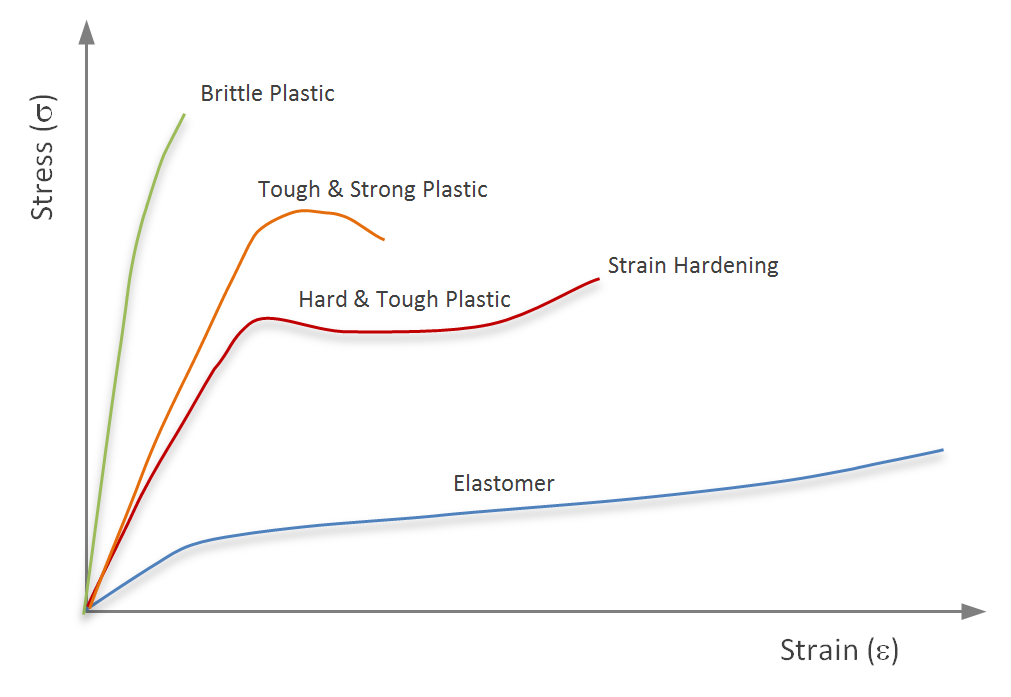 Brittle Plastic
Stress (σ)
Tough & Strong Plastic
Strain Hardening
Hard & Tough Plastic
Elastomer
Strain (ε)